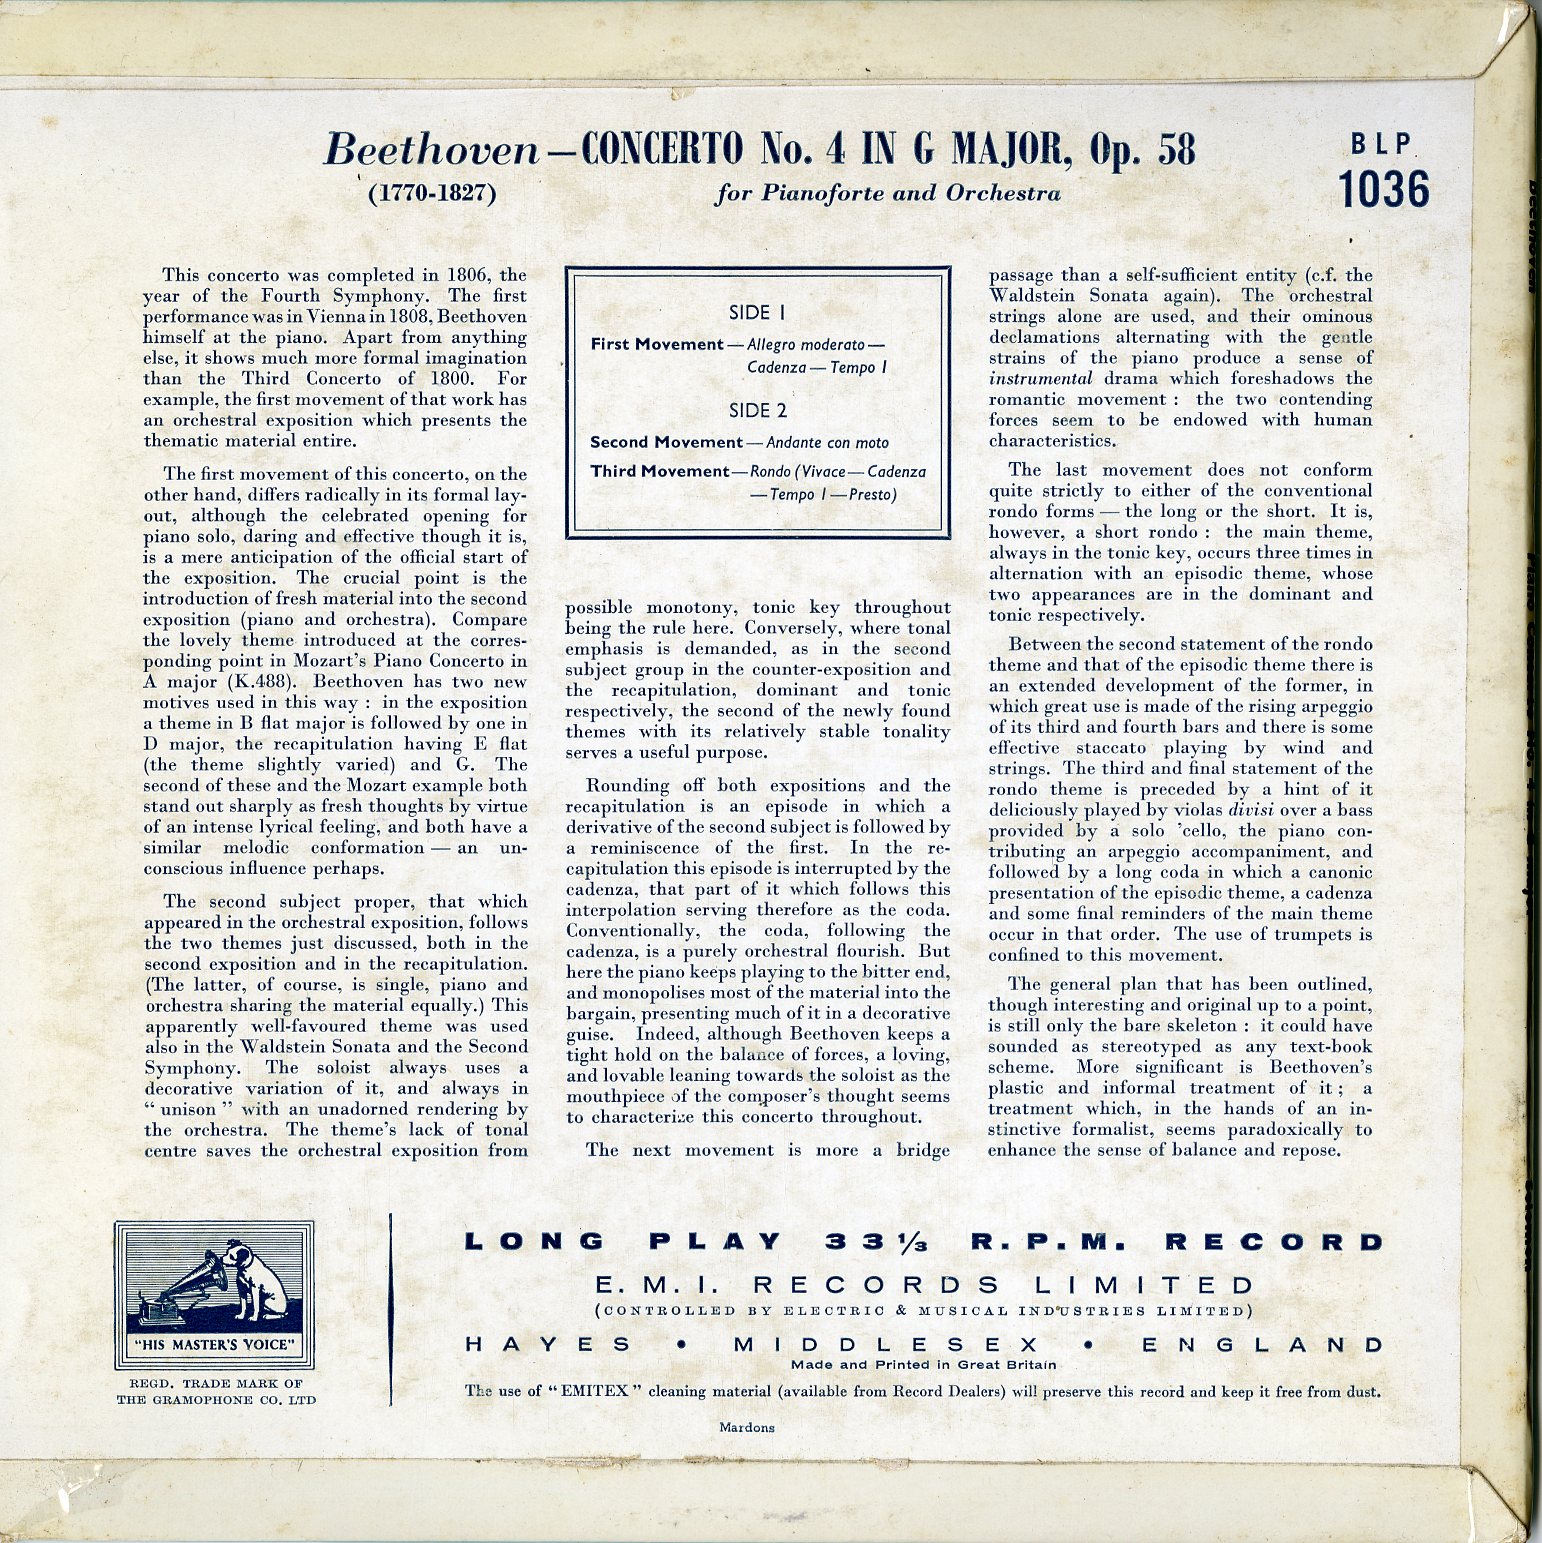 Beethoven—CONCERTO No. 4 IN G MAJOR, Op. 58
(1770-1827)
for Pianoforte and Orchestra
BLP
1036
This concerto was completed in 1806, the
year of the Fourth Symphony. The first
performance was in Vienna in 1808, Beethoven
himself at the piano. Apart from anything
else, it shows much more formal imagination
than the Third Concerto of 1800. For
example, the first movement of that work has
an orchestral exposition which presents the
thematic material entire.
The first movement of this concerto, on the
other hand, differs radically in its formal lay-
out, although the celebrated opening for
piano solo, daring and effective though it is,
is a mere anticipation of the official start of
the exposition. The crucial point is the
introduction of fresh material into the second
exposition (piano and orchestra). Compare
the lovely theme introduced at the corres-
ponding point in Mozart's Piano Concerto in
A major (K.488). Beethoven has two new
motives used in this way : in the exposition
a theme in B flat major is followed by one in
D major, the recapitulation having E flat
(the theme slightly varied) and G. The
second of these and the Mozart example both
stand out sharply as fresh thoughts by virtue
of an intense lyrical feeling, and both have a
similar melodic conformation — an un-
conscious influence perhaps.
The second subject proper, that which
appeared in the orchestral exposition, follows
the two themes just discussed, both in the
second exposition and in the recapitulation.
(The latter, of course, is single, piano and
orchestra sharing the material equally.) This
apparently well-favoured theme was used
also in the Waldstein Sonata and the Second
Symphony. The soloist always uses a
decorative variation of it, and always in
“ unison ” with an unadorned rendering by
the orchestra. The theme's lack of tonal
centre saves the orchestral exposition from
SIDE 1
First Movement—Allegro moderato—
Cadenza—Tempo I
SIDE 2
Second Movement—Andante con moto
Third Movement—Rondo (Vivace—Cadenza
—Tempo I—Presto)
possible monotony, tonic key throughout
being the rule here. Conversely, where tonal
emphasis is demanded, as in the second
subject group in the counter-exposition and
the recapitulation, dominant and tonic
respectively, the second of the newly found
themes with its relatively stable tonality
serves a useful purpose.
Rounding off both expositions and the
recapitulation is an episode in which a
derivative of the second subject is followed by
a reminiscence of the first. In the re-
capitulation this episode is interrupted by the
cadenza, that part of it which follows this
interpolation serving therefore as the coda.
Conventionally, the coda, following the
cadenza, is a purely orchestral flourish. But
here the piano keeps playing to the bitter end,
and monopolises most of the material into the
bargain, presenting much of it in a decorative
guise. Indeed, although Beethoven keeps a
tight hold on the balance of forces, a loving,
and lovable leaning towards the soloist as the
mouthpiece of the composer's thought seems
to characterize this concerto throughout.
The next movement is more a bridge
passage than a self-sufficient entity (c.f. the
Waldstein Sonata again). The orchestral
strings alone are used, and their ominous
declamations alternating with the gentle
strains of the piano produce a sense of
instrumental drama which foreshadows the
romantic movement : the two contending
forces seem to be endowed with human
characteristics.
The last movement does not conform
quite strictly to either of the conventional
rondo forms — the long or the short. It is,
however, a short rondo : the main theme,
always in the tonic key, occurs three times in
alternation with an episodic theme, whose
two appearances are in the dominant and
tonic respectively.
Between the second statement of the rondo
theme and that of the episodic theme there is
an extended development of the former, in
which great use is made of the rising arpeggio
of its third and fourth bars and there is some
effective staccato playing by wind and
strings. The third and final statement of the
rondo theme is preceded by a hint of it
deliciously played by violas divisi over a bass
provided by a solo 'cello, the piano con-
tributing an arpeggio accompaniment, and
followed by a long coda in which a canonic
presentation of the episodic theme, a cadenza
and some final reminders of the main theme
occur in that order. The use of trumpets is
confined to this movement.
The general plan that has been outlined,
though interesting and original up to a point,
is still only the bare skeleton : it could have
sounded as stereotyped as any text-book
scheme. More significant is Beethoven's
plastic and informal treatment of it ; a
treatment which, in the hands of an in-
stinctive formalist, seems paradoxically to
enhance the sense of balance and repose.
"HIS MASTER'S VOICE"
REGD. TRADE MARK OF
THE GRAMOPHONE CO. LTD
LONG PLAY 33⅓ R.P.M. RECORD
E.M.I. RECORDS LIMITED
(CONTROLLED BY ELECTRIC & MUSICAL INDUSTRIES LIMITED)
HAYES • MIDDLESEX • ENGLAND
Made and Printed in Great Britain
The use of “ EMITEX ” cleaning material (available from Record Dealers) will preserve this record and keep it free from dust.
Mardons